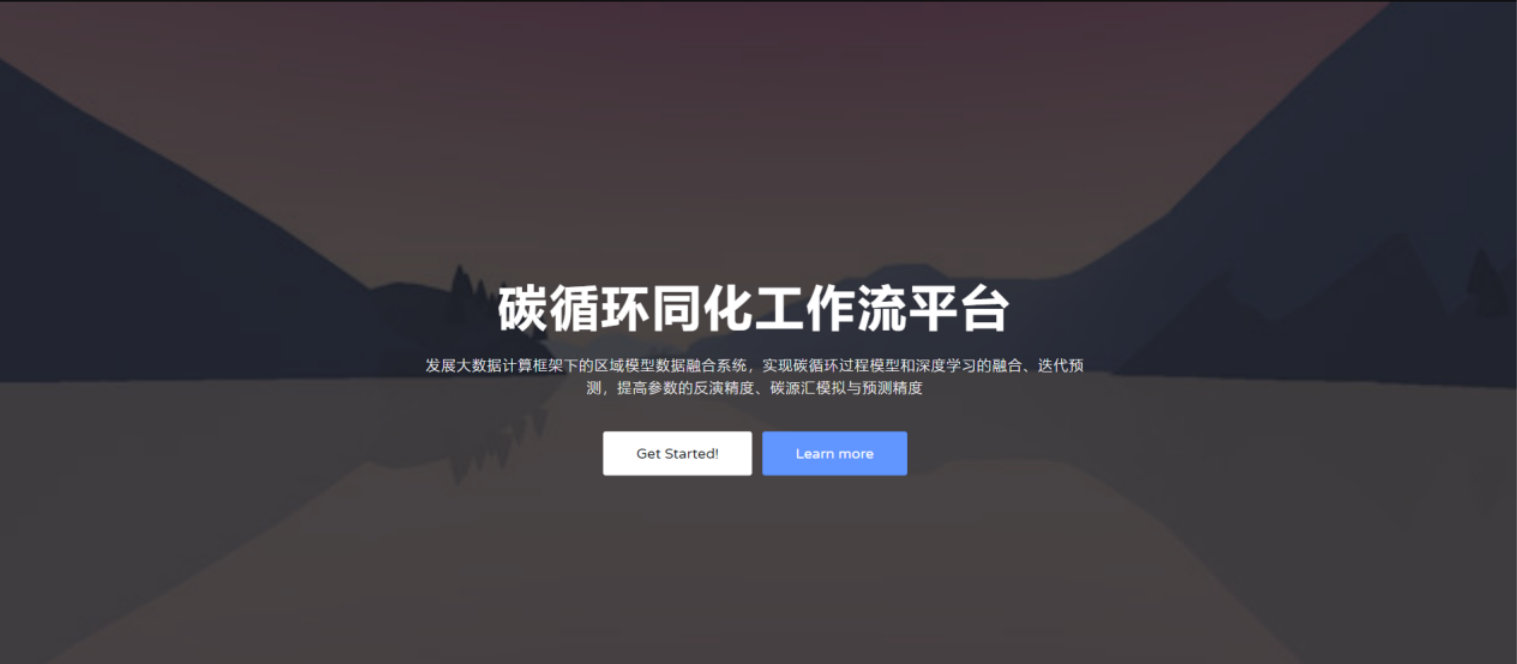 碳循环同化工作流平台
发展大数据计算框架下的区域模型数据融合系统，实现碳循环过程模型和深度学习的融合、迭代预
测，提高参数的反演精度、碳源汇模拟与预测精度
Get Started!
Learn more